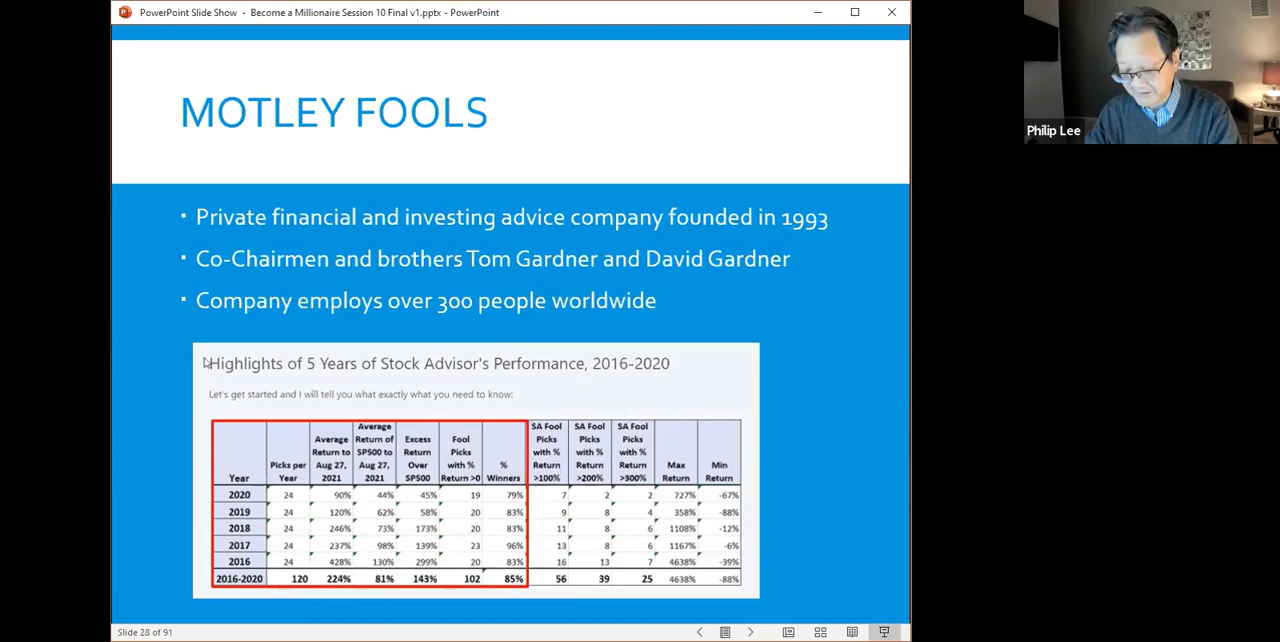 PowerPoint Slide Show - Become a Millionaire Session 10 Final v1.pptx - PowerPoint
MOTLEY FOOLS
Philip Lee
▪ Private financial and investing advice company founded in 1993
▪ Co-Chairmen and brothers Tom Gardner and David Gardner
▪ Company employs over 300 people worldwide
Highlights of 5 Years of Stock Advisor's Performance, 2016-2020
Let's get started and I will tell you what exactly what you need to know:
Year | Picks per Year | Average Return to Aug 27, 2021 | Average Return of SP500 to Aug 27, 2021 | Excess Return Over SP500 | Fool Picks with % Return >0 | % Winners | SA Fool Picks with % Return >100% | SA Fool Picks with % Return >200% | SA Fool Picks with % Return >300% | Max Return | Min Return
2020 | 24 | 90% | 44% | 45% | 19 | 79% | 7 | 2 | 2 | 727% | -67%
2019 | 24 | 120% | 62% | 58% | 20 | 83% | 9 | 8 | 4 | 358% | -88%
2018 | 24 | 246% | 73% | 173% | 20 | 83% | 11 | 8 | 6 | 1108% | -12%
2017 | 24 | 237% | 98% | 139% | 23 | 96% | 13 | 8 | 6 | 1167% | -6%
2016 | 24 | 428% | 130% | 299% | 20 | 83% | 16 | 13 | 7 | 4638% | -39%
2016-2020 | 120 | 224% | 81% | 143% | 102 | 85% | 56 | 39 | 25 | 4638% | -88%
Slide 28 of 91